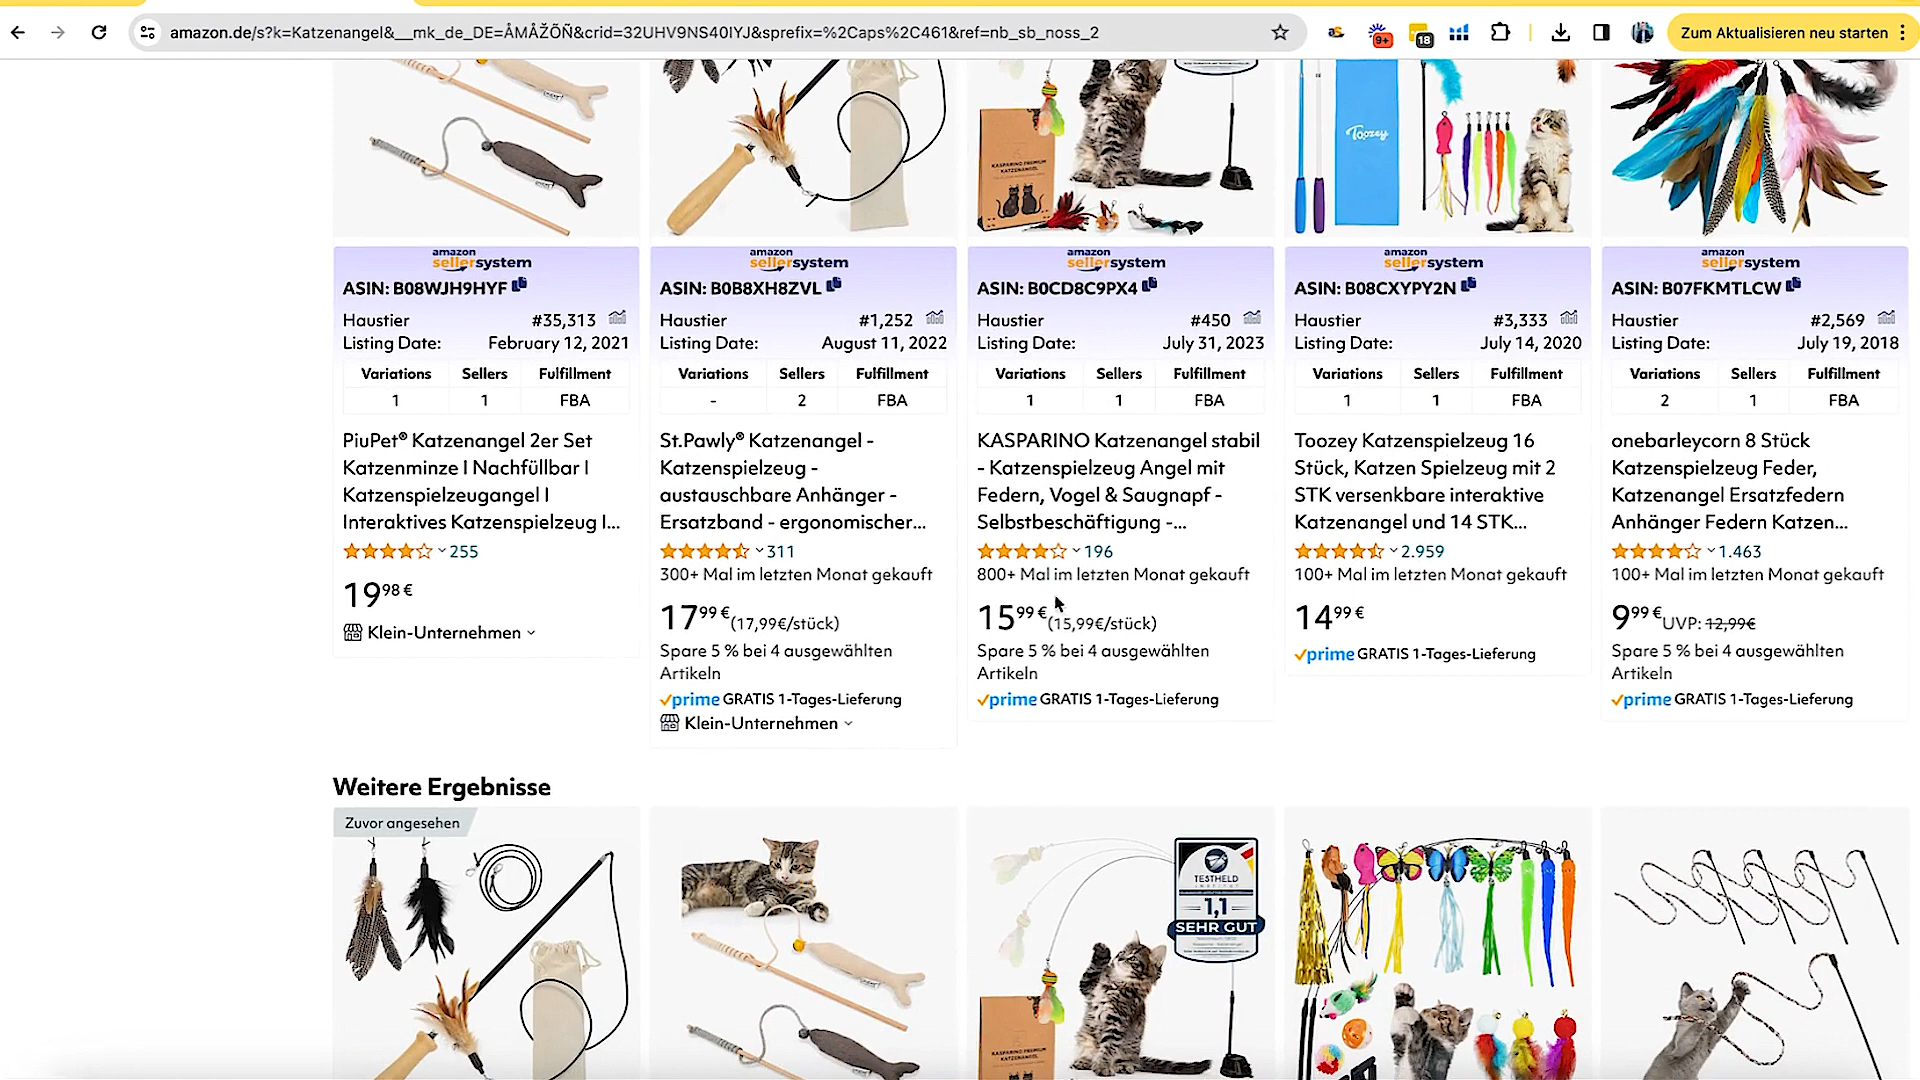 amazon.de/s?k=Katzenangel&__mk_de_DE=ÅMÅŽÕÑ&crid=32UHV9NS40IYJ&sprefix=%2Caps%2C461&ref=nb_sb_noss_2
9+
18
Zum Aktualisieren neu starten
KASPARINO PREMIUM
KATZENANGEL
Toozey
amazon
sellersystem
ASIN: B08WJH9HYF
Haustier #35,313
Listing Date: February 12, 2021
Variations Sellers Fulfillment
1 1 FBA
PiuPet® Katzenangel 2er Set
Katzenminze I Nachfüllbar I
Katzenspielzeugangel I
Interaktives Katzenspielzeug I...
255
19 98 €
Klein-Unternehmen
amazon
sellersystem
ASIN: B0B8XH8ZVL
Haustier #1,252
Listing Date: August 11, 2022
Variations Sellers Fulfillment
- 2 FBA
St.Pawly® Katzenangel -
Katzenspielzeug -
austauschbare Anhänger -
Ersatzband - ergonomischer...
311
300+ Mal im letzten Monat gekauft
17 99 € (17,99€/stück)
Spare 5 % bei 4 ausgewählten
Artikeln
prime GRATIS 1-Tages-Lieferung
Klein-Unternehmen
amazon
sellersystem
ASIN: B0CD8C9PX4
Haustier #450
Listing Date: July 31, 2023
Variations Sellers Fulfillment
1 1 FBA
KASPARINO Katzenangel stabil
- Katzenspielzeug Angel mit
Federn, Vogel & Saugnapf -
Selbstbeschäftigung -...
196
800+ Mal im letzten Monat gekauft
15 99 € (15,99€/stück)
Spare 5 % bei 4 ausgewählten
Artikeln
prime GRATIS 1-Tages-Lieferung
amazon
sellersystem
ASIN: B08CXYPY2N
Haustier #3,333
Listing Date: July 14, 2020
Variations Sellers Fulfillment
1 1 FBA
Toozey Katzenspielzeug 16
Stück, Katzen Spielzeug mit 2
STK versenkbare interaktive
Katzenangel und 14 STK...
2.959
100+ Mal im letzten Monat gekauft
14 99 €
prime GRATIS 1-Tages-Lieferung
amazon
sellersystem
ASIN: B07FKMTLCW
Haustier #2,569
Listing Date: July 19, 2018
Variations Sellers Fulfillment
2 1 FBA
onebarleycorn 8 Stück
Katzenspielzeug Feder,
Katzenangel Ersatzfedern
Anhänger Federn Katzen...
1.463
100+ Mal im letzten Monat gekauft
9 99 € UVP: 12,99€
Spare 5 % bei 4 ausgewählten
Artikeln
prime GRATIS 1-Tages-Lieferung
Weitere Ergebnisse
Zuvor angesehen
TESTHELD
INSTITUT
1,1
SEHR GUT
KASPARINO PREMIUM
KATZENANGEL